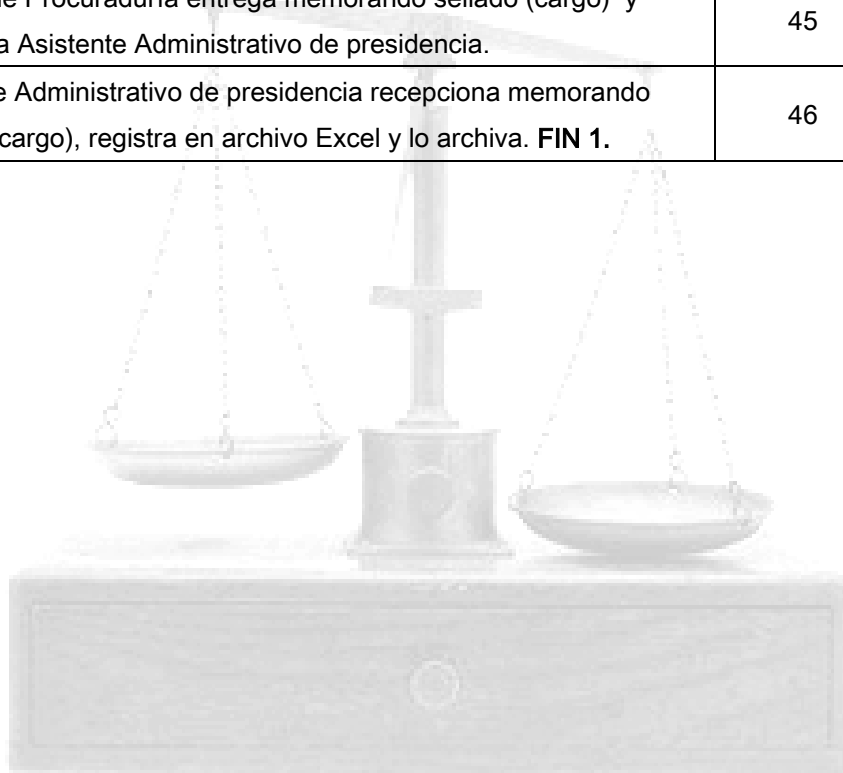 e Procuraduría entrega memorando sellado (cargo) y
45
a Asistente Administrativo de presidencia.
e Administrativo de presidencia recepciona memorando
46
cargo), registra en archivo Excel y lo archiva. FIN 1.